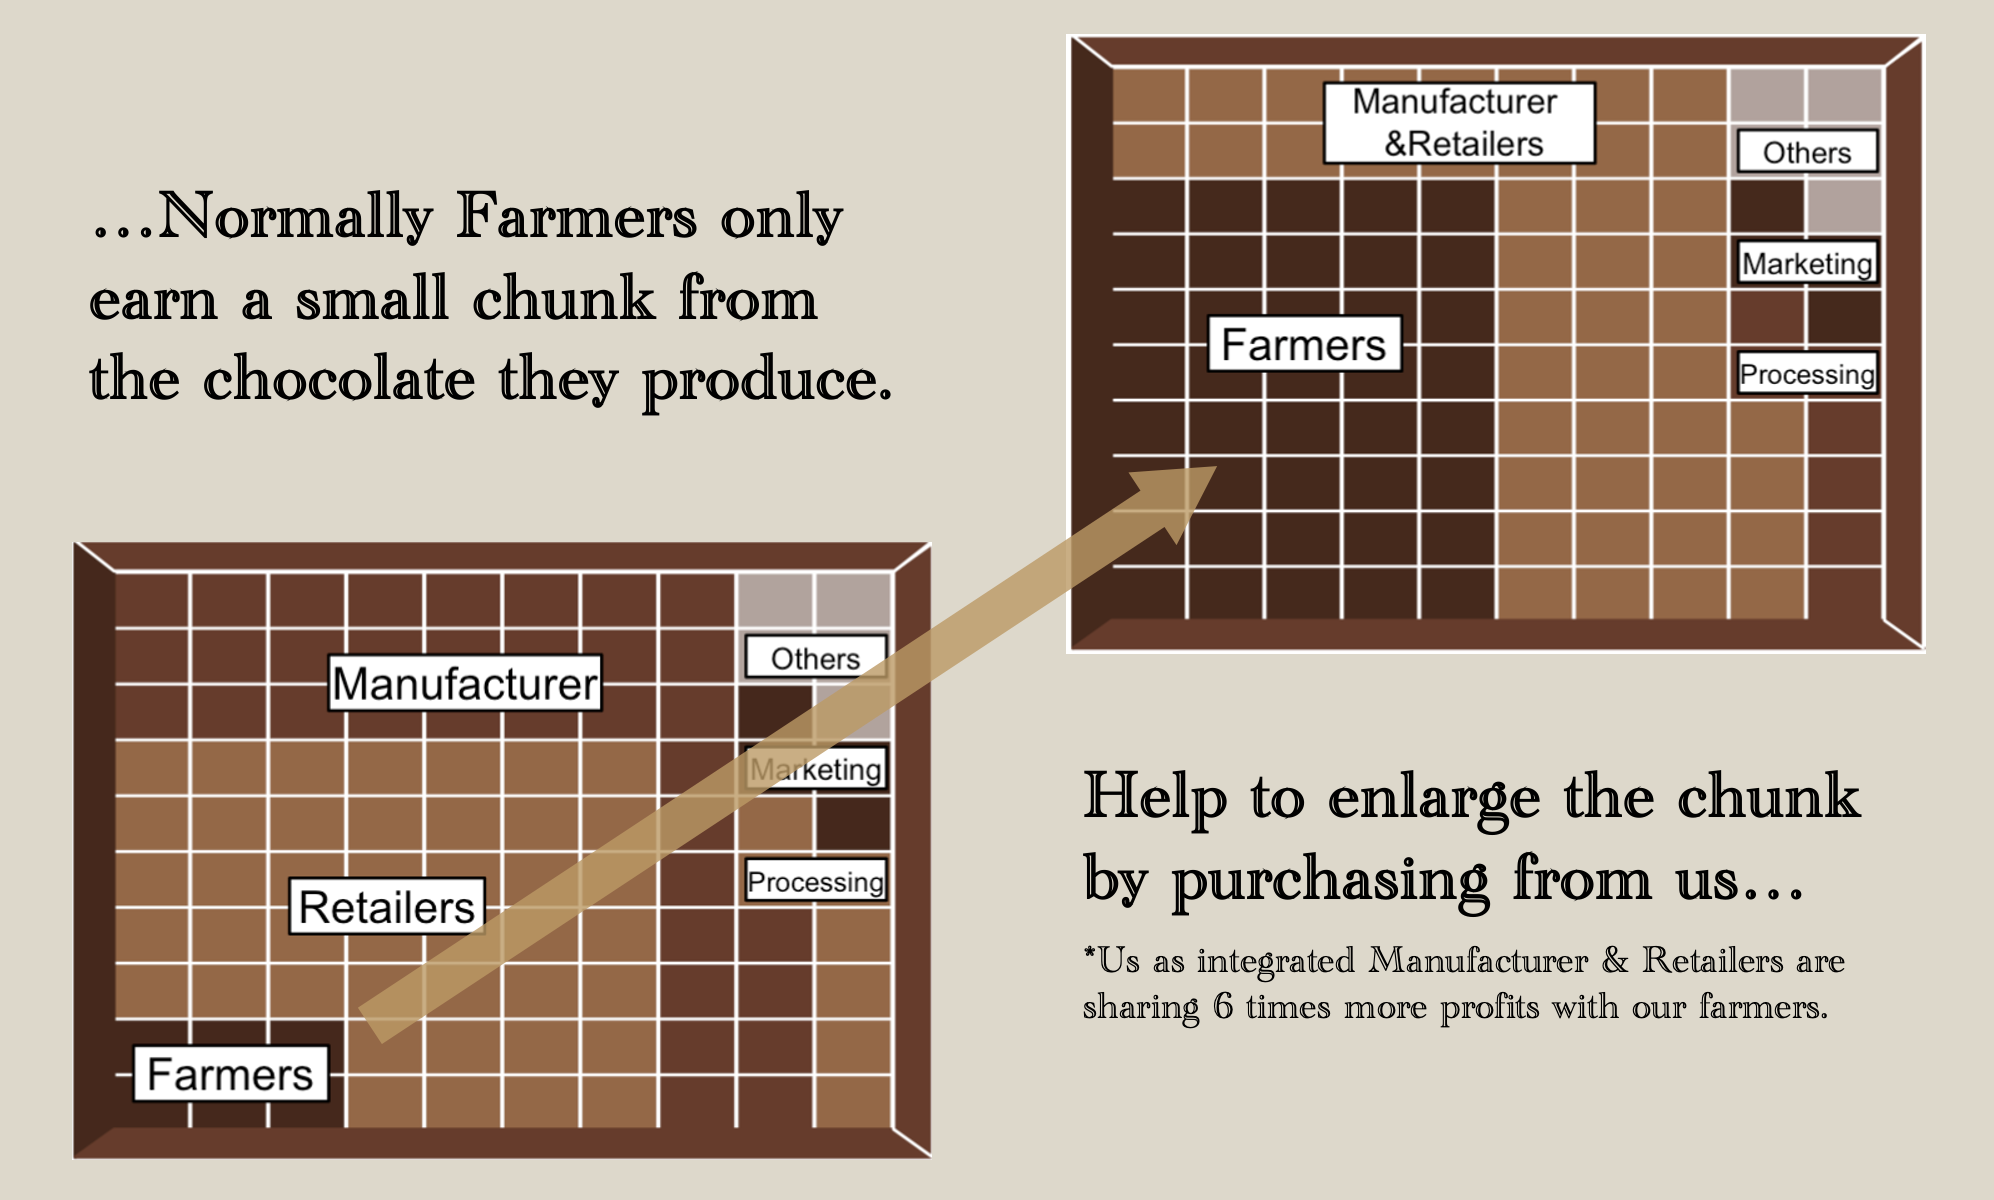 ...Normally Farmers only
earn a small chunk from
the chocolate they produce.
Manufacturer
Others
Marketing
Processing
Retailers
Farmers
Manufacturer
&Retailers
Others
Marketing
Farmers
Processing
Help to enlarge the chunk
by purchasing from us...
*Us as integrated Manufacturer & Retailers are
sharing 6 times more profits with our farmers.